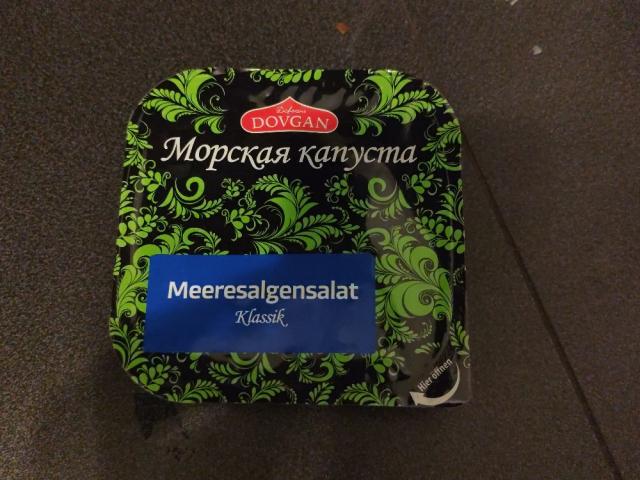 DOVGAN
Морская капуста
Meeresalgensalat
Klassik
Hier öffnen